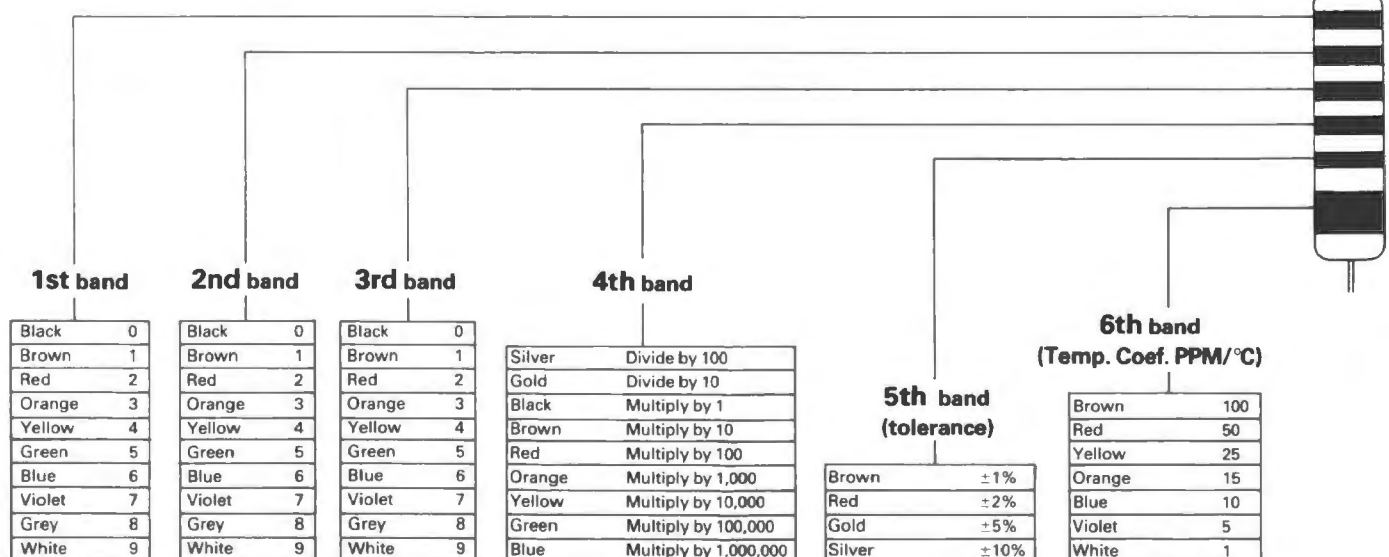 1st band
Black 0
Brown 1
Red 2
Orange 3
Yellow 4
Green 5
Blue 6
Violet 7
Grey 8
White 9
2nd band
Black 0
Brown 1
Red 2
Orange 3
Yellow 4
Green 5
Blue 6
Violet 7
Grey 8
White 9
3rd band
Black 0
Brown 1
Red 2
Orange 3
Yellow 4
Green 5
Blue 6
Violet 7
Grey 8
White 9
4th band
Silver Divide by 100
Gold Divide by 10
Black Multiply by 1
Brown Multiply by 10
Red Multiply by 100
Orange Multiply by 1,000
Yellow Multiply by 10,000
Green Multiply by 100,000
Blue Multiply by 1,000,000
5th band
(tolerance)
Brown ±1%
Red ±2%
Gold ±5%
Silver ±10%
6th band
(Temp. Coef. PPM/°C)
Brown 100
Red 50
Yellow 25
Orange 15
Blue 10
Violet 5
White 1